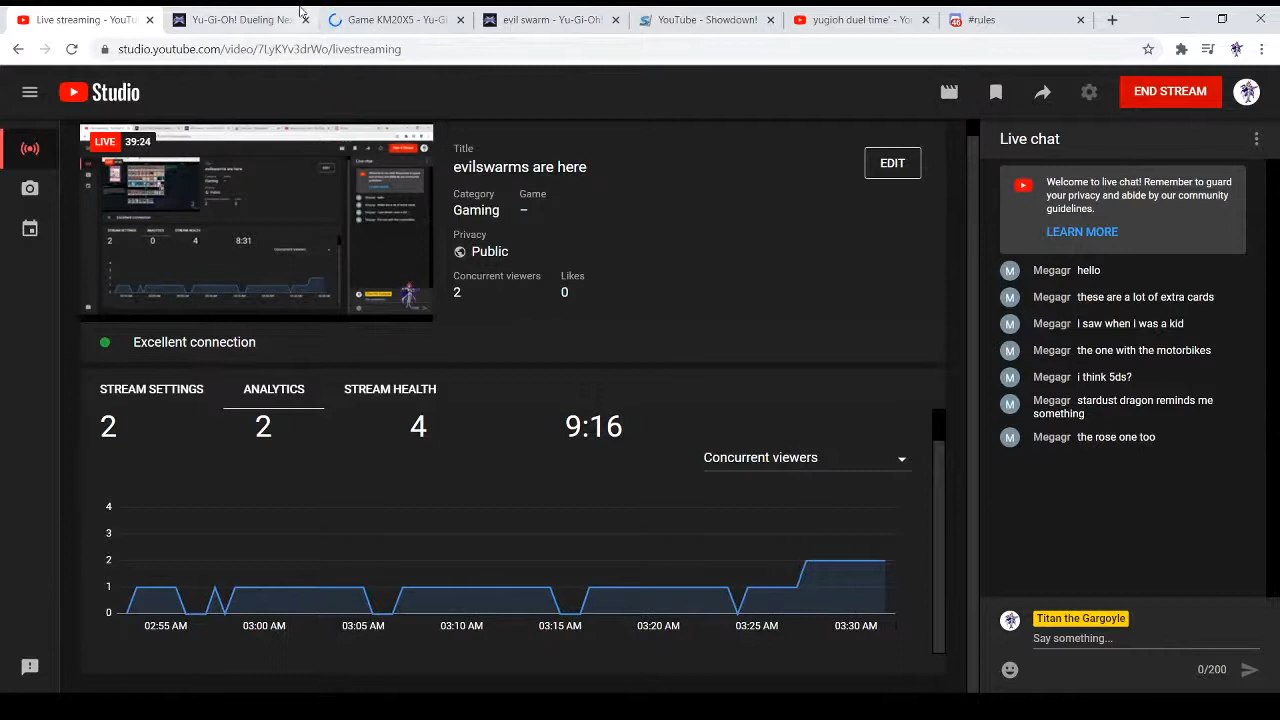 Live streaming - YouTu
Yu-Gi-Oh! Dueling Nex
Game KM20X5 - Yu-Gi
evil swarm - Yu-Gi-Oh!
YouTube - Showdown!
yugioh duel time' - Yo
46
#rules
studio.youtube.com/video/7LyKYv3drWo/livestreaming
Studio
END STREAM
LIVE 39:24
Title
evilswarms are here
EDIT
Category Game
Gaming –
Privacy
Public
Concurrent viewers Likes
2 0
Excellent connection
STREAM SETTINGS ANALYTICS STREAM HEALTH
2 2 4 9:16
Concurrent viewers
4
3
2
1
0
02:55 AM 03:00 AM 03:05 AM 03:10 AM 03:15 AM 03:20 AM 03:25 AM 03:30 AM
Live chat
Welcome to live chat! Remember to guard
your privacy and abide by our community
guidelines.
LEARN MORE
M Megagr hello
M Megagr these are a lot of extra cards
M Megagr i saw when i was a kid
M Megagr the one with the motorbikes
M Megagr i think 5ds?
M Megagr stardust dragon reminds me
something
M Megagr the rose one too
Titan the Gargoyle
Say something...
0/200